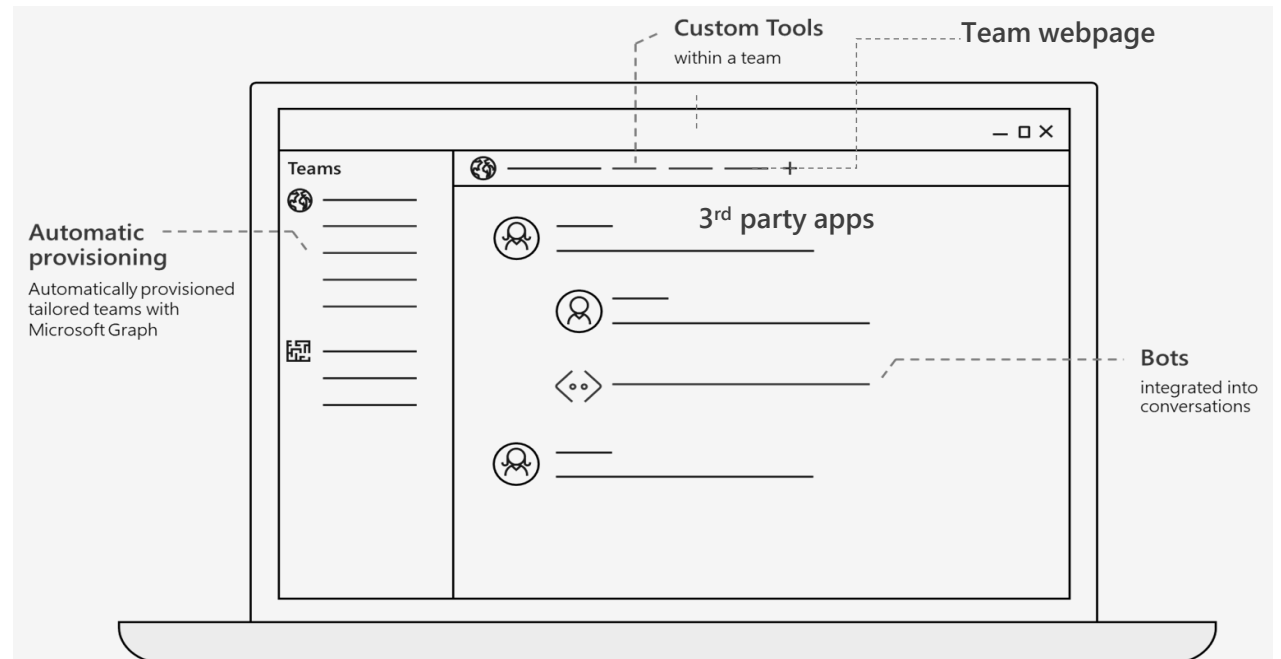 Custom Tools
within a team
Team webpage
Teams
3rd party apps
Automatic
provisioning
Automatically provisioned
tailored teams with
Microsoft Graph
Bots
integrated into
conversations